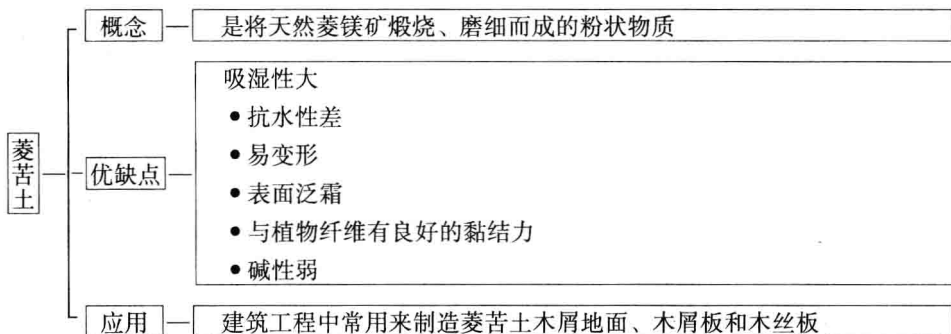 菱苦土
概念
是将天然菱镁矿煅烧、磨细而成的粉状物质
优缺点
吸湿性大
•抗水性差
•易变形
•表面泛霜
•与植物纤维有良好的黏结力
•碱性弱
应用
建筑工程中常用来制造菱苦土木屑地面、木屑板和木丝板